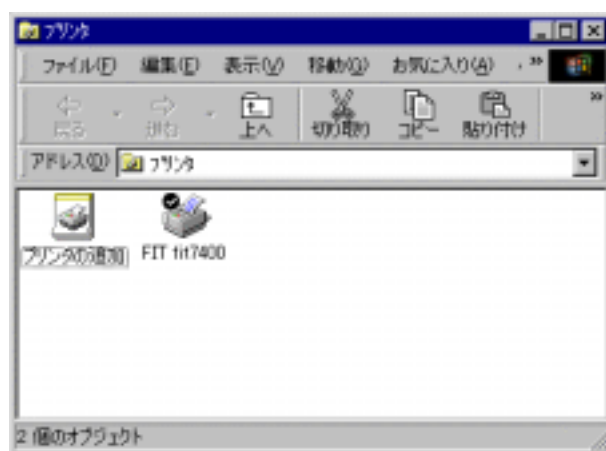 プリンタ
ファイル(F) 編集(E) 表示(V) 移動(G) お気に入り(A)
戻る 進む 上へ 切り取り コピー 貼り付け
アドレス(D) プリンタ
プリンタの追加 FIT fit7400
2 個のオブジェクト